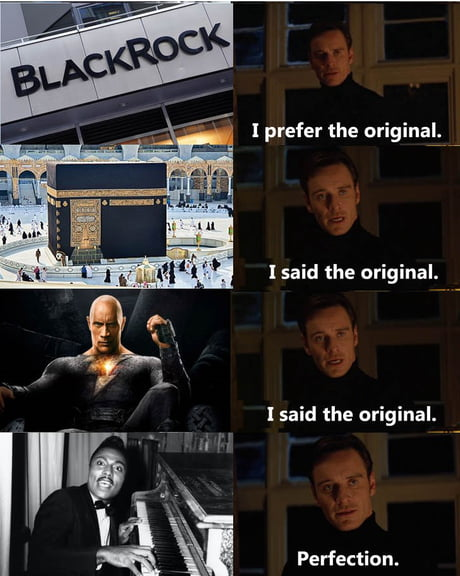 BLACKROCK
I prefer the original.
I said the original.
I said the original.
Perfection.